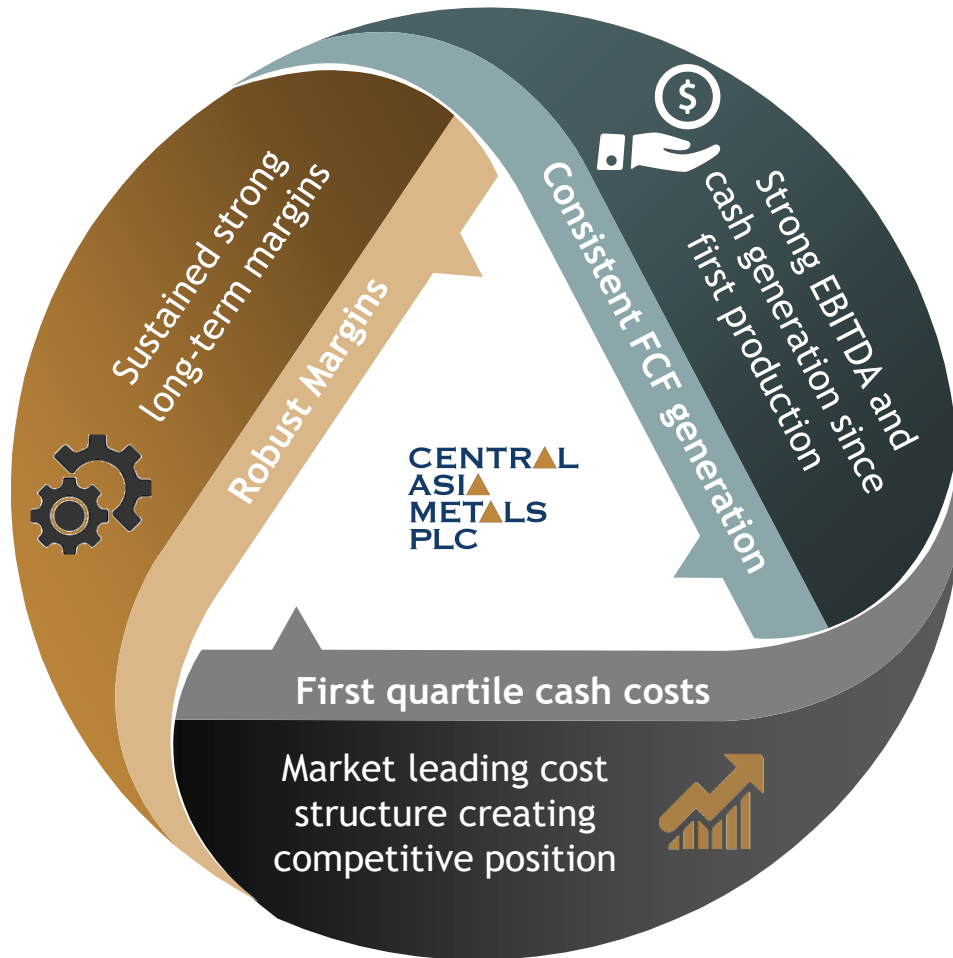 Sustained strong
long-term margins
Robust Margins
Consistent FCF generation
$
Strong EBITDA and
cash generation since
first production
CENTRAL
ASIA
METALS
PLC
First quartile cash costs
Market leading cost
structure creating
competitive position